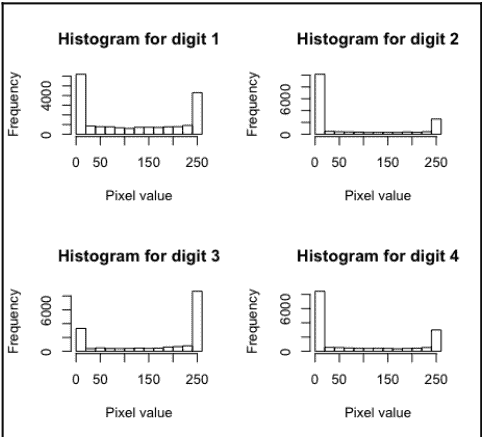 Histogram for digit 1
Frequency
4000
0
0 50 150 250
Pixel value
Histogram for digit 2
Frequency
6000
0
0 50 150 250
Pixel value
Histogram for digit 3
Frequency
6000
0
0 50 150 250
Pixel value
Histogram for digit 4
Frequency
6000
0
0 50 150 250
Pixel value